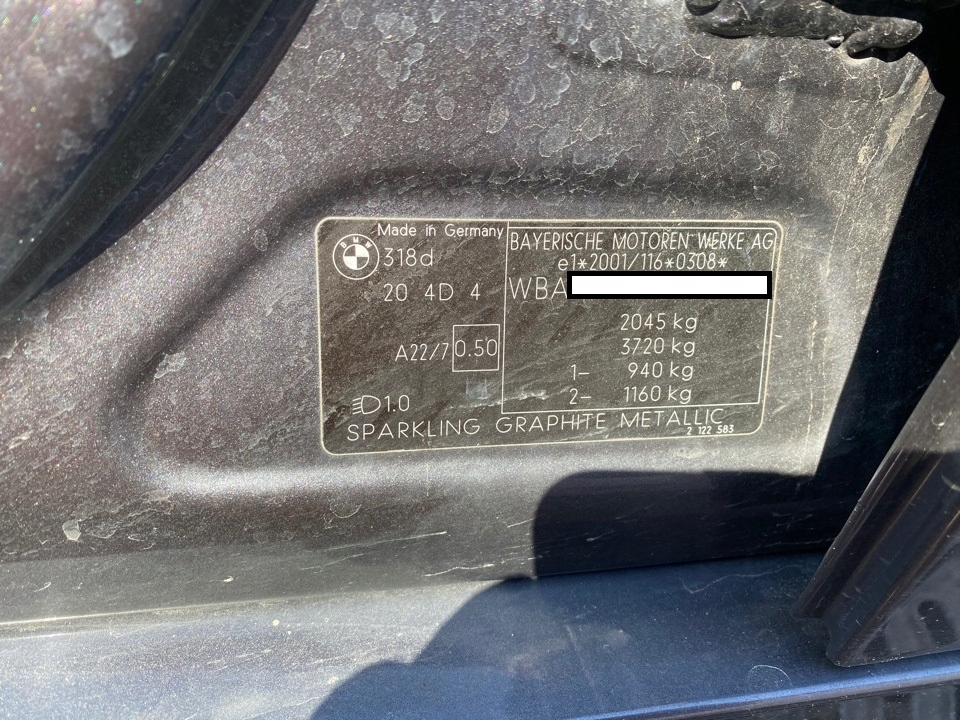 Made in Germany
BMW
318d
20 4D 4
A22/7 0.50
1.0
BAYERISCHE MOTOREN WERKE AG
e1*2001/116*0308*
WBA
2045 kg
3720 kg
1- 940 kg
2- 1160 kg
SPARKLING GRAPHITE METALLIC
2 122 583